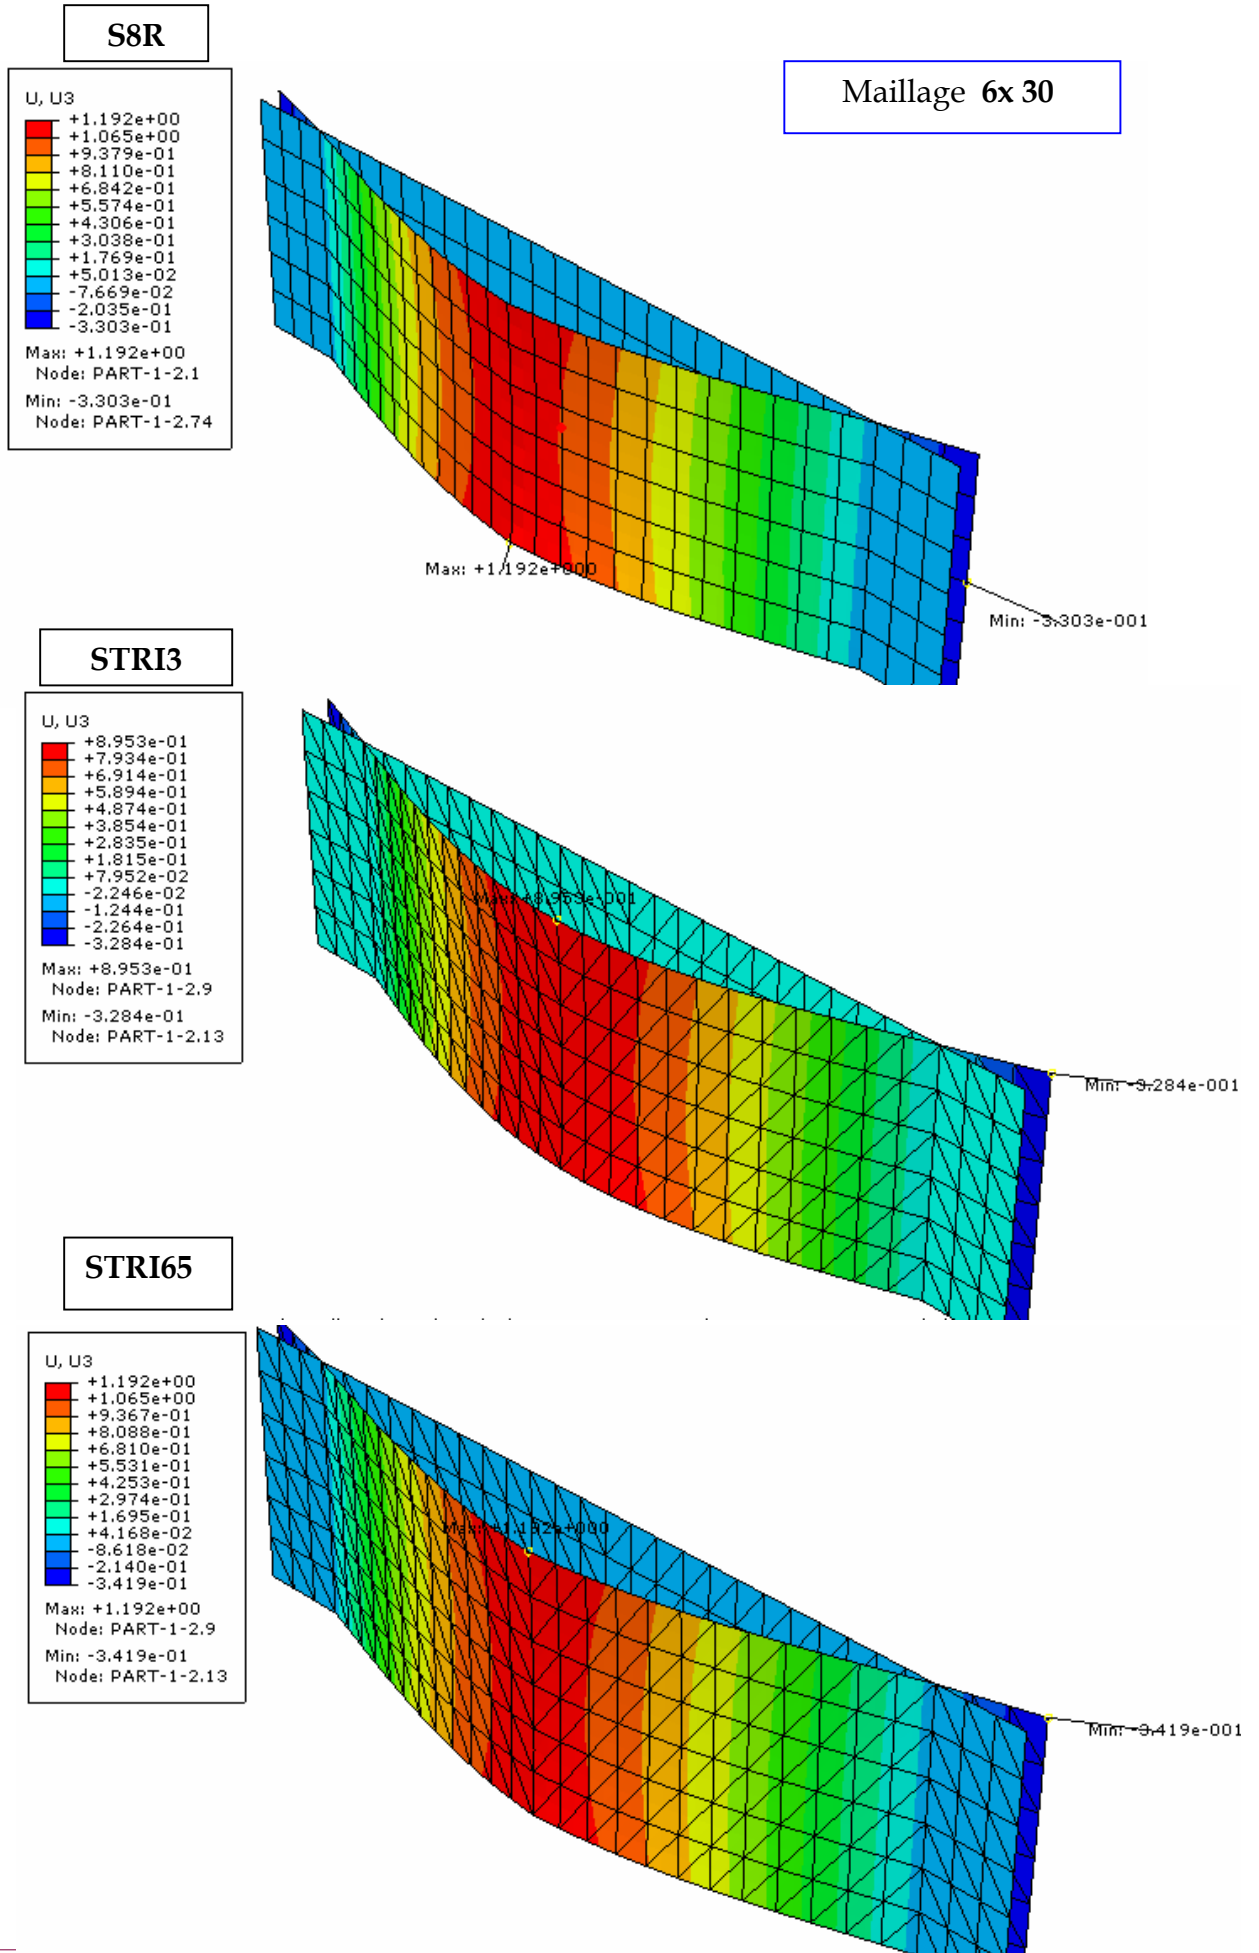 S8R
Maillage 6x 30
U, U3
+1.192e+00
+1.065e+00
+9.379e-01
+8.110e-01
+6.842e-01
+5.574e-01
+4.306e-01
+3.038e-01
+1.769e-01
+5.013e-02
-7.669e-02
-2.035e-01
-3.303e-01
Max: +1.192e+00
Node: PART-1-2.1
Min: -3.303e-01
Node: PART-1-2.74
Max: +1.192e+000
Min: -3.303e-001
STRI3
U, U3
+8.953e-01
+7.934e-01
+6.914e-01
+5.894e-01
+4.874e-01
+3.854e-01
+2.835e-01
+1.815e-01
+7.952e-02
-2.246e-02
-1.244e-01
-2.264e-01
-3.284e-01
Max: +8.953e-01
Node: PART-1-2.9
Min: -3.284e-01
Node: PART-1-2.13
Max: +8.953e-001
Min: -3.284e-001
STRI65
U, U3
+1.192e+00
+1.065e+00
+9.367e-01
+8.088e-01
+6.810e-01
+5.531e-01
+4.253e-01
+2.974e-01
+1.695e-01
+4.168e-02
-8.618e-02
-2.140e-01
-3.419e-01
Max: +1.192e+00
Node: PART-1-2.9
Min: -3.419e-01
Node: PART-1-2.13
Max: +1.192e+000
Min: -3.419e-001